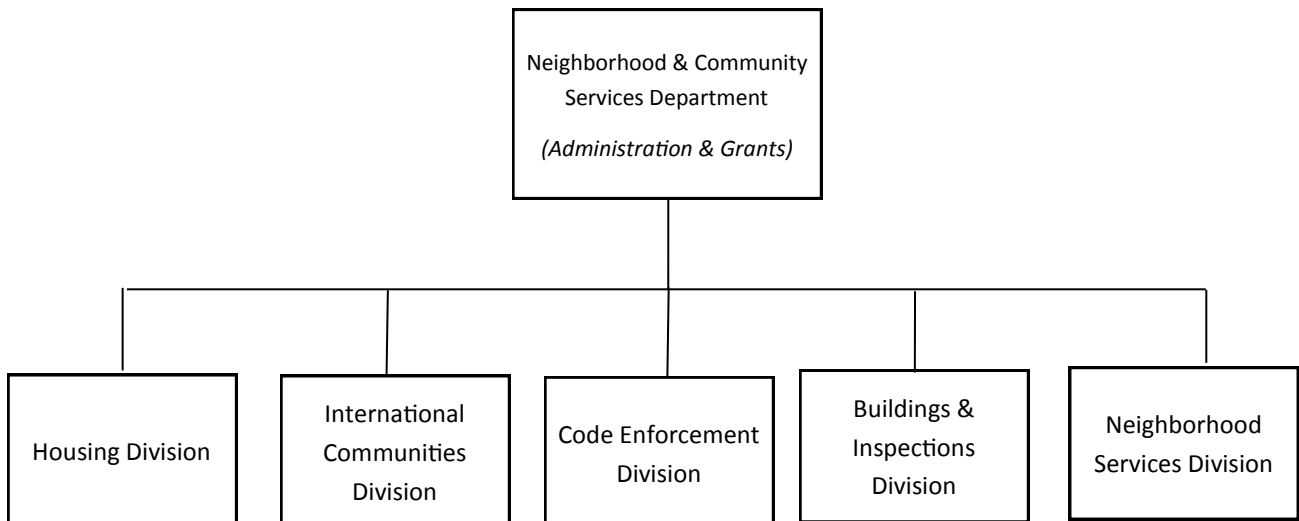 Neighborhood & Community
Services Department
(Administration & Grants)
Housing Division
International
Communities
Division
Code Enforcement
Division
Buildings &
Inspections
Division
Neighborhood
Services Division